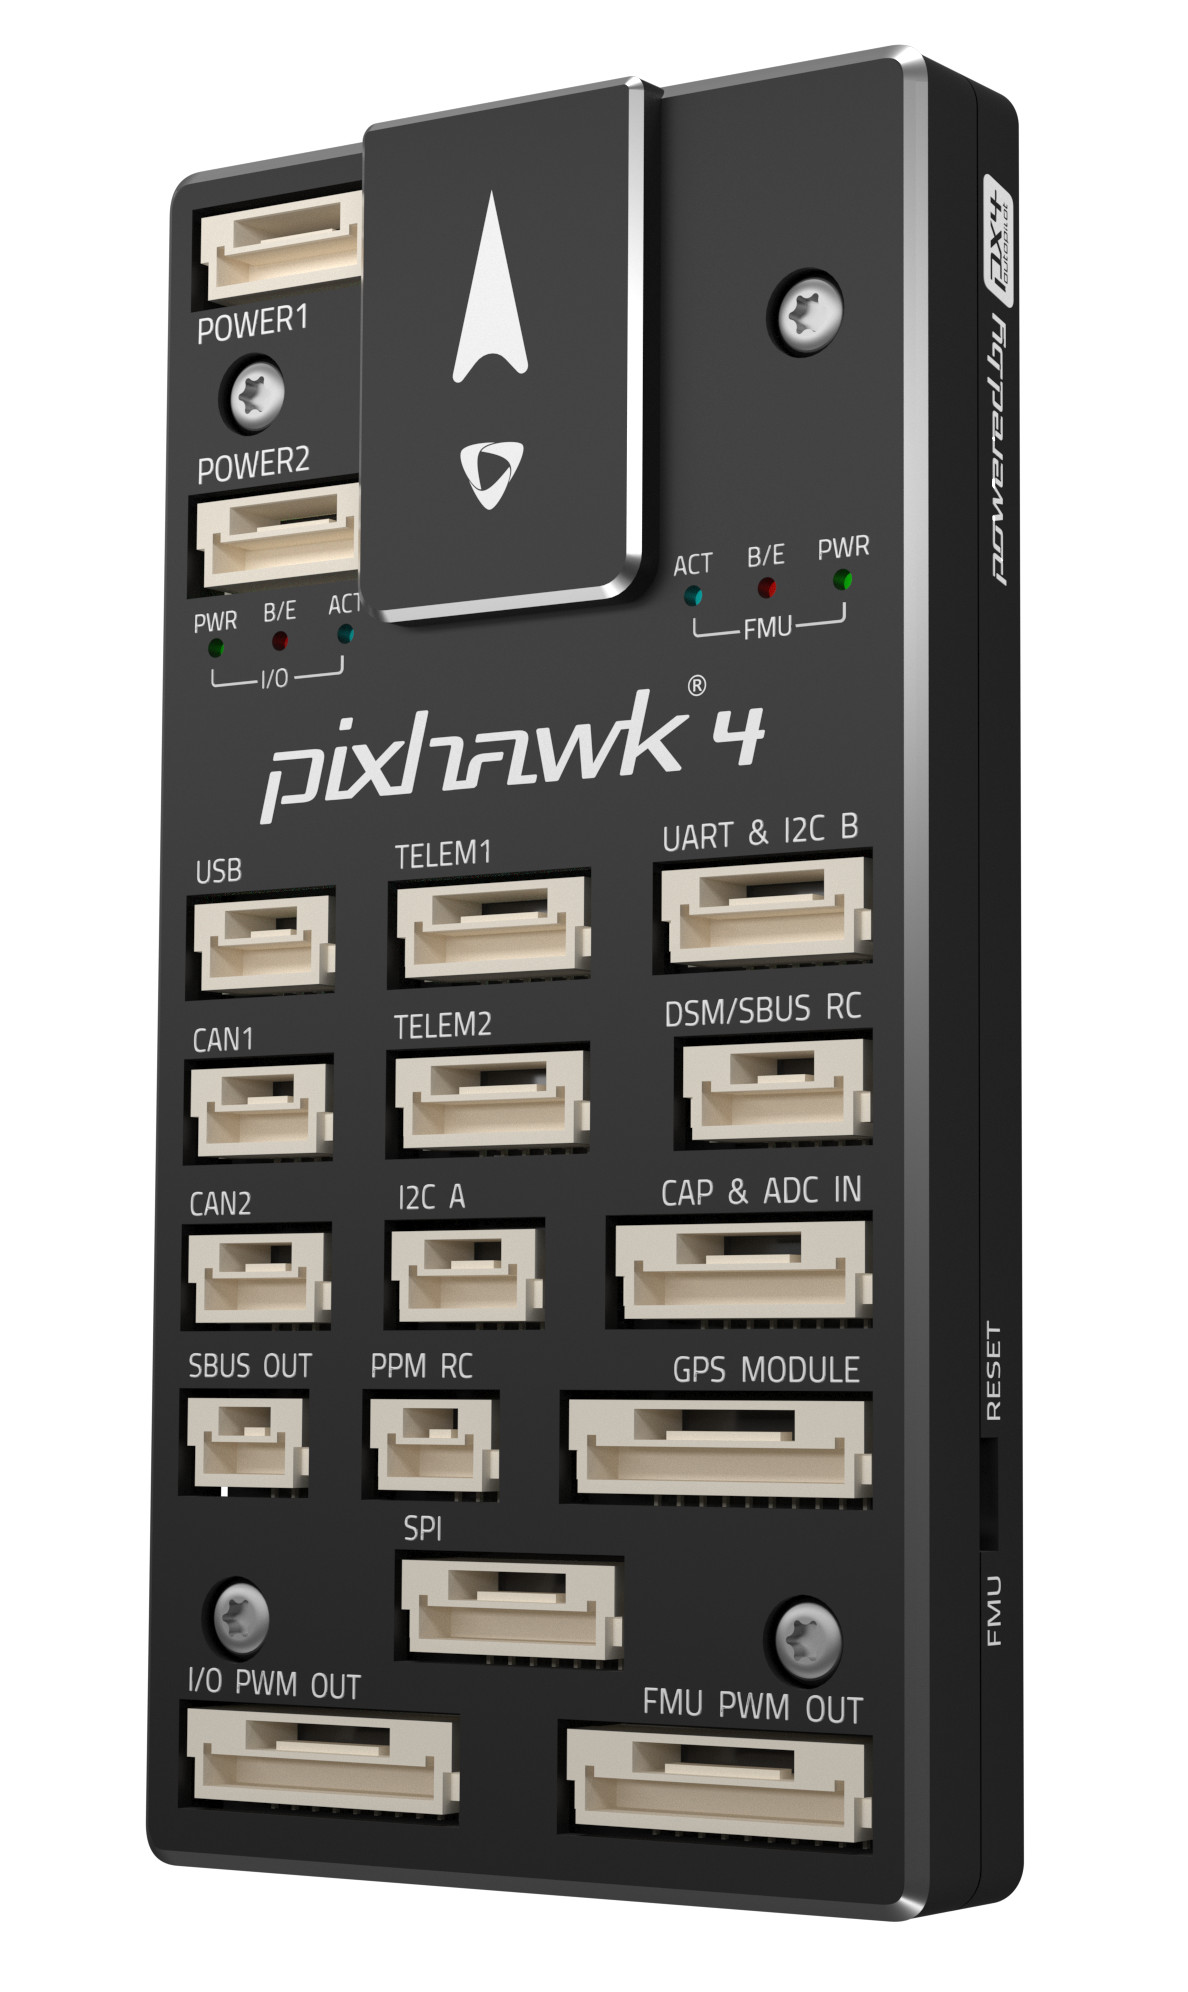 POWER1
POWER2
PWR B/E ACT
I/O
ACT B/E PWR
FMU
pixhawk® 4
USB
TELEM1
UART & I2C B
CAN1
TELEM2
DSM/SBUS RC
CAN2
I2C A
CAP & ADC IN
SBUS OUT
PPM RC
GPS MODULE
SPI
I/O PWM OUT
FMU PWM OUT
PX4
autopilot
powered by
RESET
FMU